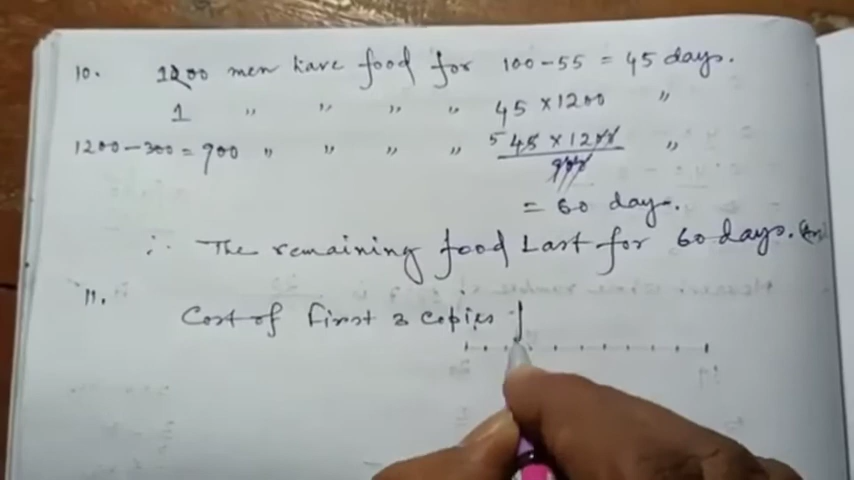 10. 1200 men have food for 100-55 = 45 days.
1 " " " " 45 × 1200 "
1200-300 = 900 " " " " 5 45 × 1200 "
900
= 60 days.
∴ The remaining food Last for 60 days.
11. Cost of first 2 copies